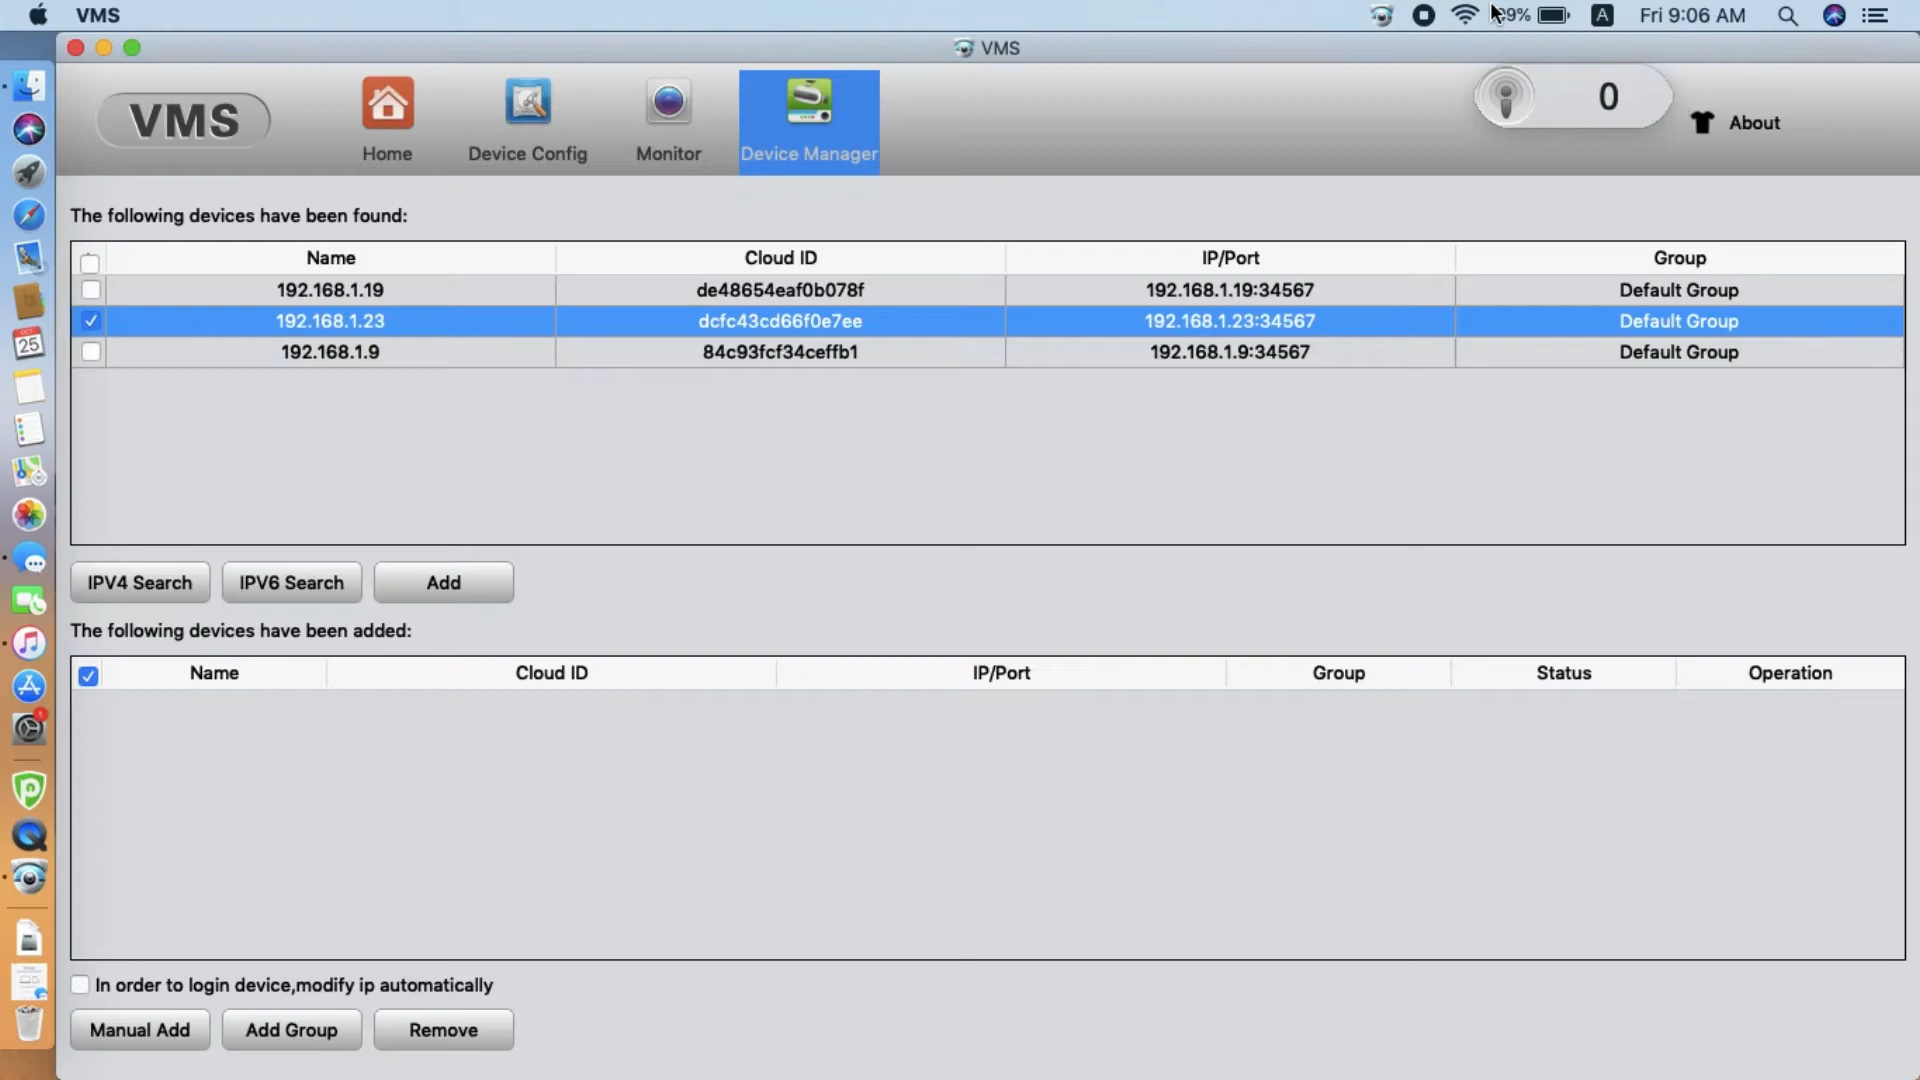 VMS
A
Fri 9:06 AM
VMS
VMS
Home
Device Config
Monitor
Device Manager
0
About
The following devices have been found:
Name Cloud ID IP/Port Group
192.168.1.19 de48654eaf0b078f 192.168.1.19:34567 Default Group
192.168.1.23 dcfc43cd66f0e7ee 192.168.1.23:34567 Default Group
192.168.1.9 84c93fcf34ceffb1 192.168.1.9:34567 Default Group
IPV4 Search IPV6 Search Add
The following devices have been added:
Name Cloud ID IP/Port Group Status Operation
In order to login device,modify ip automatically
Manual Add Add Group Remove
OCT
25
1